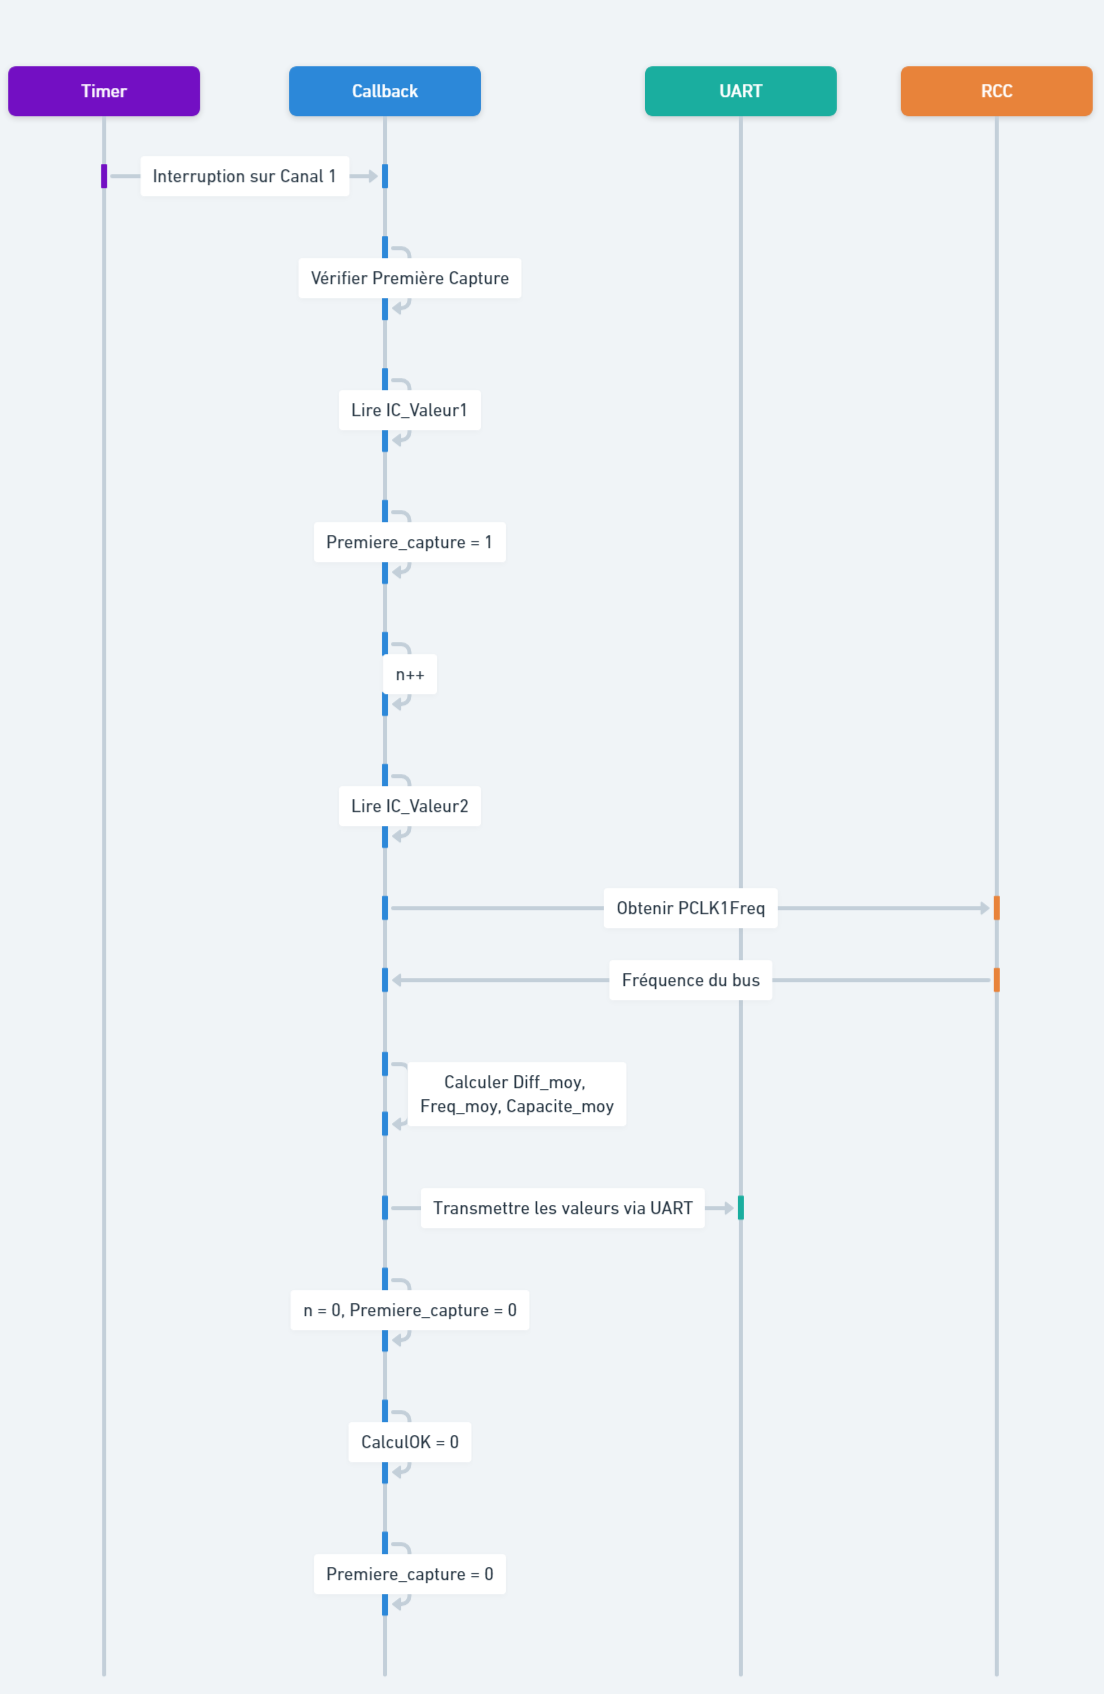 Timer
Callback
UART
RCC
Interruption sur Canal 1
Vérifier Première Capture
Lire IC_Valeur1
Premiere_capture = 1
n++
Lire IC_Valeur2
Obtenir PCLK1Freq
Fréquence du bus
Calculer Diff_moy,
Freq_moy, Capacite_moy
Transmettre les valeurs via UART
n = 0, Premiere_capture = 0
CalculOK = 0
Premiere_capture = 0